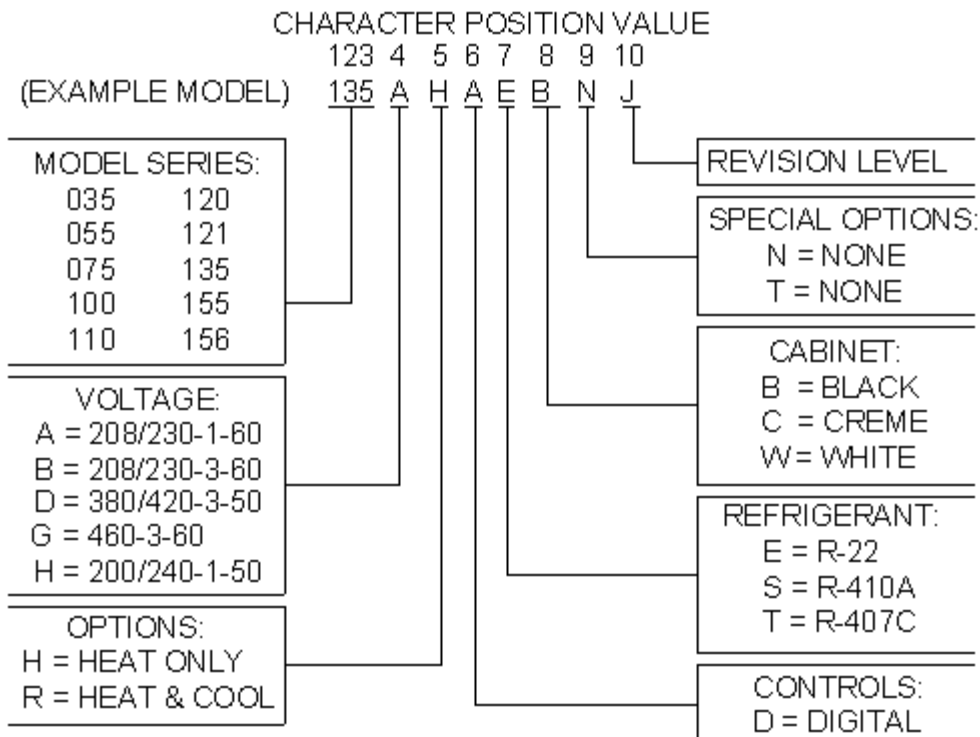 CHARACTER POSITION VALUE
123 4 5 6 7 8 9 10
(EXAMPLE MODEL) 135 A H A E B N J
MODEL SERIES:
035 120
055 121
075 135
100 155
110 156
VOLTAGE:
A = 208/230-1-60
B = 208/230-3-60
D = 380/420-3-50
G = 460-3-60
H = 200/240-1-50
OPTIONS:
H = HEAT ONLY
R = HEAT & COOL
REVISION LEVEL
SPECIAL OPTIONS:
N = NONE
T = NONE
CABINET:
B = BLACK
C = CREME
W = WHITE
REFRIGERANT:
E = R-22
S = R-410A
T = R-407C
CONTROLS:
D = DIGITAL